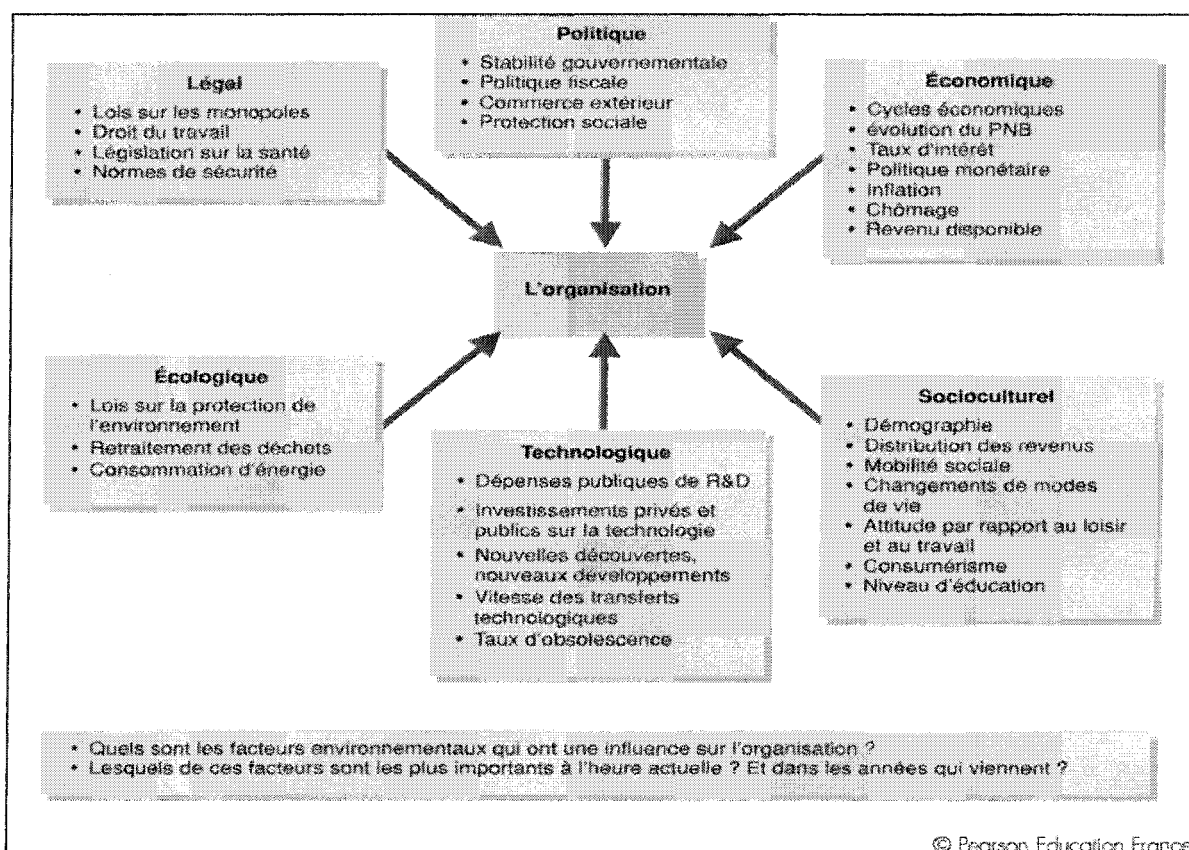 Politique
• Stabilité gouvernementale
• Politique fiscale
• Commerce extérieur
• Protection sociale
Légal
• Lois sur les monopoles
• Droit du travail
• Législation sur la santé
• Normes de sécurité
Économique
• Cycles économiques
• évolution du PNB
• Taux d'intérêt
• Politique monétaire
• Inflation
• Chômage
• Revenu disponible
L'organisation
Écologique
• Lois sur la protection de
l'environnement
• Retraitement des déchets
• Consommation d'énergie
Technologique
• Dépenses publiques de R&D
• Investissements privés et
publics sur la technologie
• Nouvelles découvertes,
nouveaux développements
• Vitesse des transferts
technologiques
• Taux d'obsolescence
Socioculturel
• Démographie
• Distribution des revenus
• Mobilité sociale
• Changements de modes
de vie
• Attitude par rapport au loisir
et au travail
• Consumérisme
• Niveau d'éducation
• Quels sont les facteurs environnementaux qui ont une influence sur l'organisation ?
• Lesquels de ces facteurs sont les plus importants à l'heure actuelle ? Et dans les années qui viennent ?
© Pearson Education France